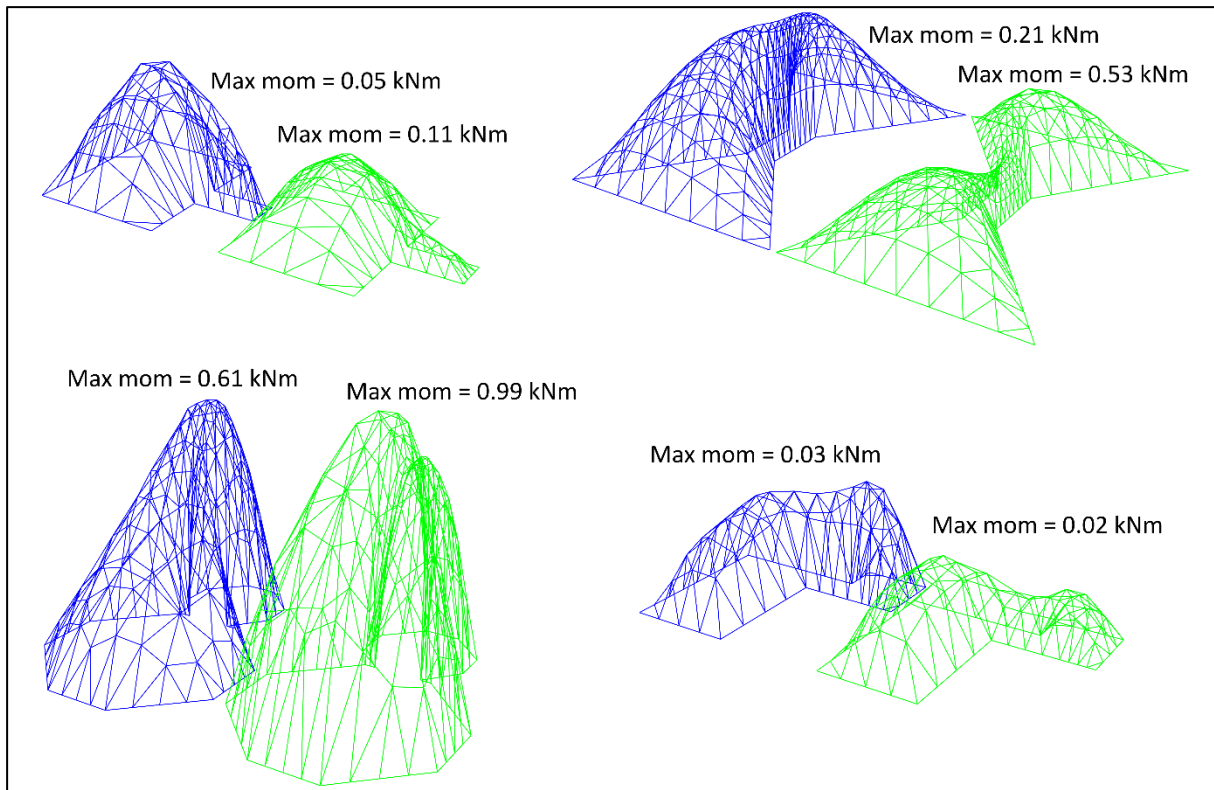 Max mom = 0.05 kNm
Max mom = 0.11 kNm
Max mom = 0.21 kNm
Max mom = 0.53 kNm
Max mom = 0.61 kNm
Max mom = 0.99 kNm
Max mom = 0.03 kNm
Max mom = 0.02 kNm